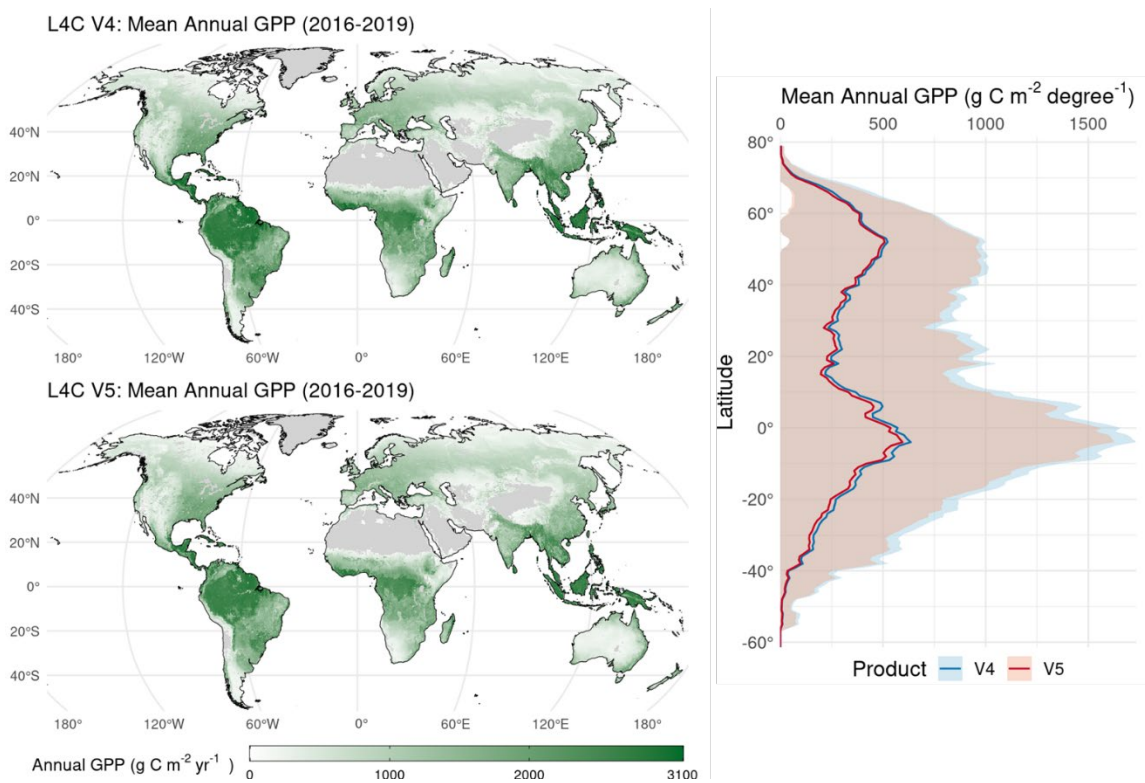 L4C V4: Mean Annual GPP (2016-2019)
40°N
20°N
0°
20°S
40°S
180° 120°W 60°W 0° 60°E 120°E 180°
L4C V5: Mean Annual GPP (2016-2019)
40°N
20°N
0°
20°S
40°S
180° 120°W 60°W 0° 60°E 120°E 180°
Annual GPP (g C m⁻² yr⁻¹)
0 1000 2000 3100
Mean Annual GPP (g C m⁻² degree⁻¹)
0 500 1000 1500
80°
60°
40°
20°
0°
-20°
-40°
-60°
Latitude
Product V4 V5